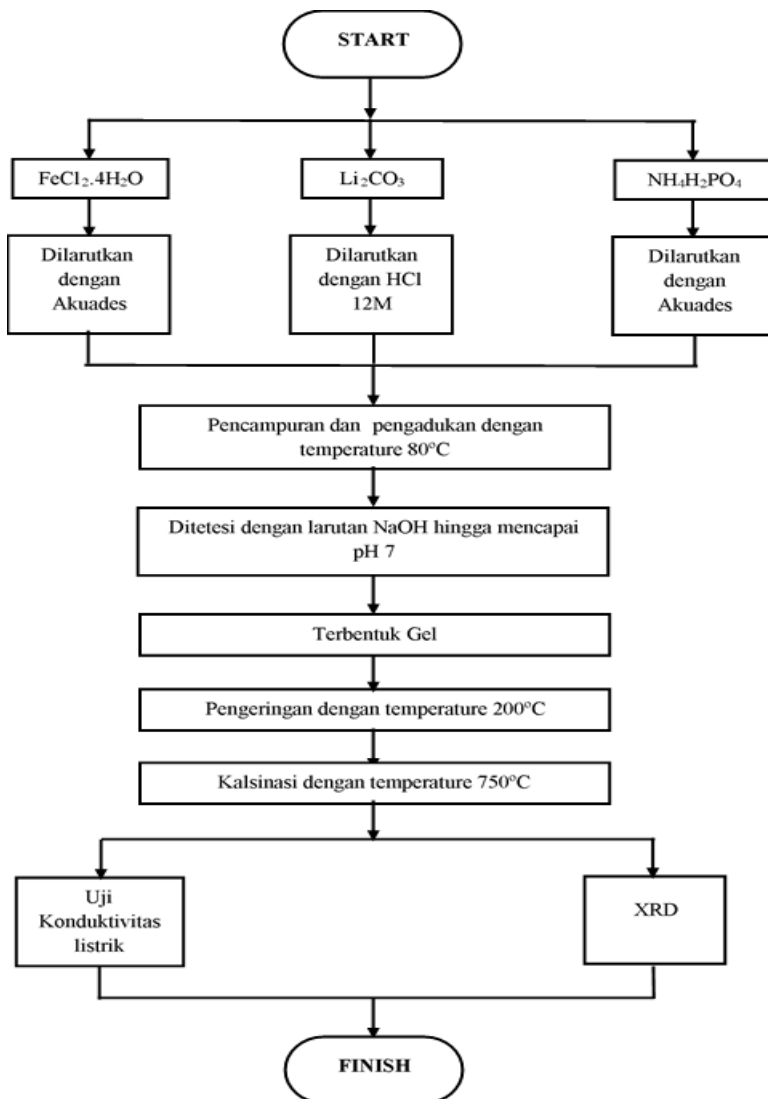 START
FeCl₂.4H₂O
Li₂CO₃
NH₄H₂PO₄
Dilarutkan
dengan
Akuades
Dilarutkan
dengan HCl
12M
Dilarutkan
dengan
Akuades
Pencampuran dan pengadukan dengan
temperature 80°C
Ditetesi dengan larutan NaOH hingga mencapai
pH 7
Terbentuk Gel
Pengeringan dengan temperature 200°C
Kalsinasi dengan temperature 750°C
Uji
Konduktivitas
listrik
XRD
FINISH